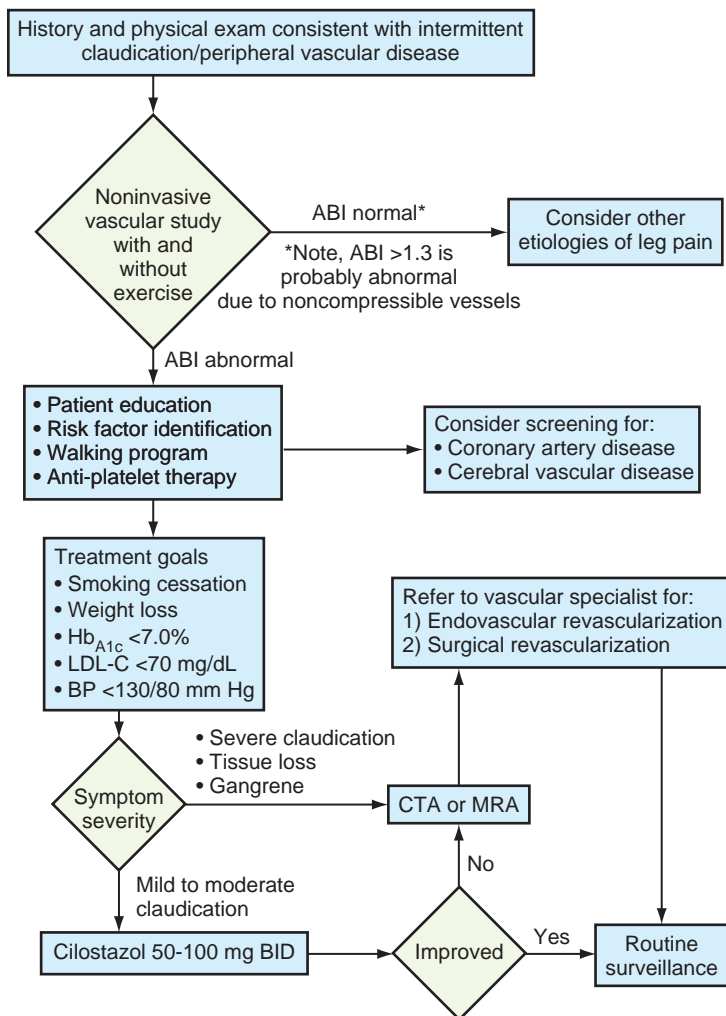 History and physical exam consistent with intermittent
claudication/peripheral vascular disease
Noninvasive
vascular study
with and
without
exercise
ABI normal*
*Note, ABI >1.3 is
probably abnormal
due to noncompressible vessels
Consider other
etiologies of leg pain
ABI abnormal
• Patient education
• Risk factor identification
• Walking program
• Anti-platelet therapy
Consider screening for:
• Coronary artery disease
• Cerebral vascular disease
Treatment goals
• Smoking cessation
• Weight loss
• HbA1c <7.0%
• LDL-C <70 mg/dL
• BP <130/80 mm Hg
Refer to vascular specialist for:
1) Endovascular revascularization
2) Surgical revascularization
Symptom
severity
• Severe claudication
• Tissue loss
• Gangrene
CTA or MRA
No
Mild to moderate
claudication
Cilostazol 50-100 mg BID
Improved
Yes
Routine
surveillance